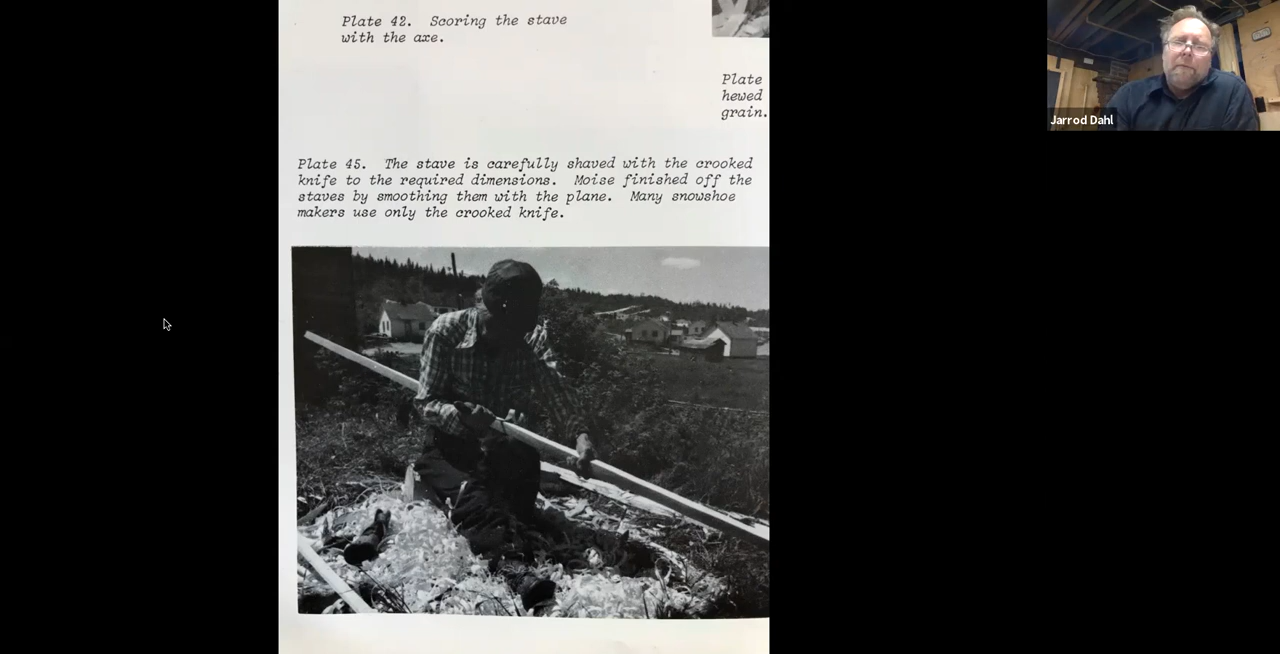 Plate 42.  Scoring the stave
with the axe.
Plate
hewed
grain.
Plate 45.  The stave is carefully shaved with the crooked
knife to the required dimensions.  Moise finished off the
staves by smoothing them with the plane.  Many snowshoe
makers use only the crooked knife.
Jarrod Dahl